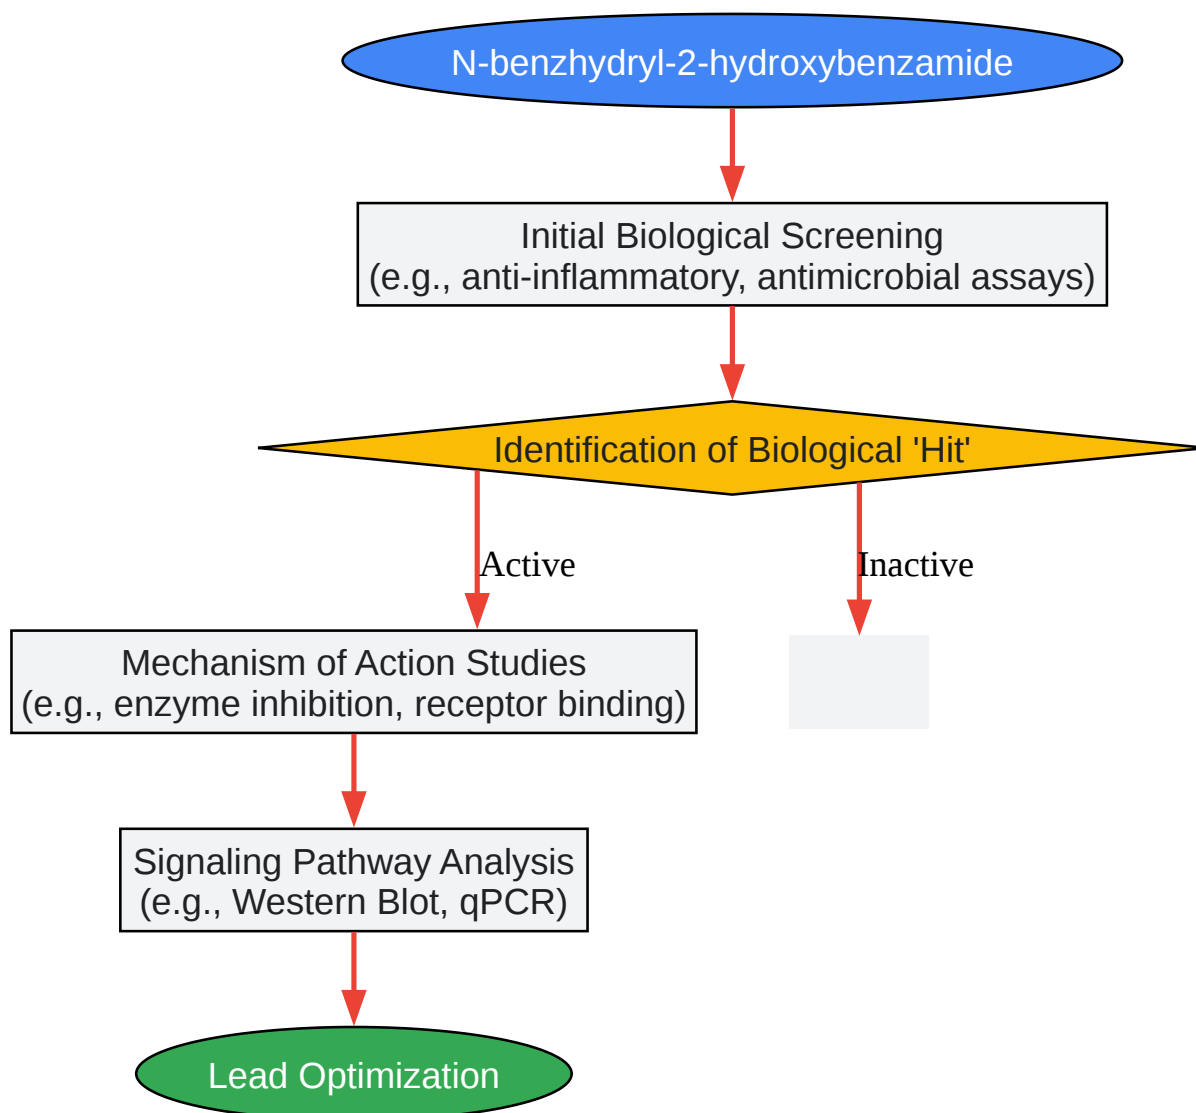 N-benzhydryl-2-hydroxybenzamide
Initial Biological Screening
(e.g., anti-inflammatory, antimicrobial assays)
Identification of Biological 'Hit'
Active
Inactive
Mechanism of Action Studies
(e.g., enzyme inhibition, receptor binding)
Signaling Pathway Analysis
(e.g., Western Blot, qPCR)
Lead Optimization